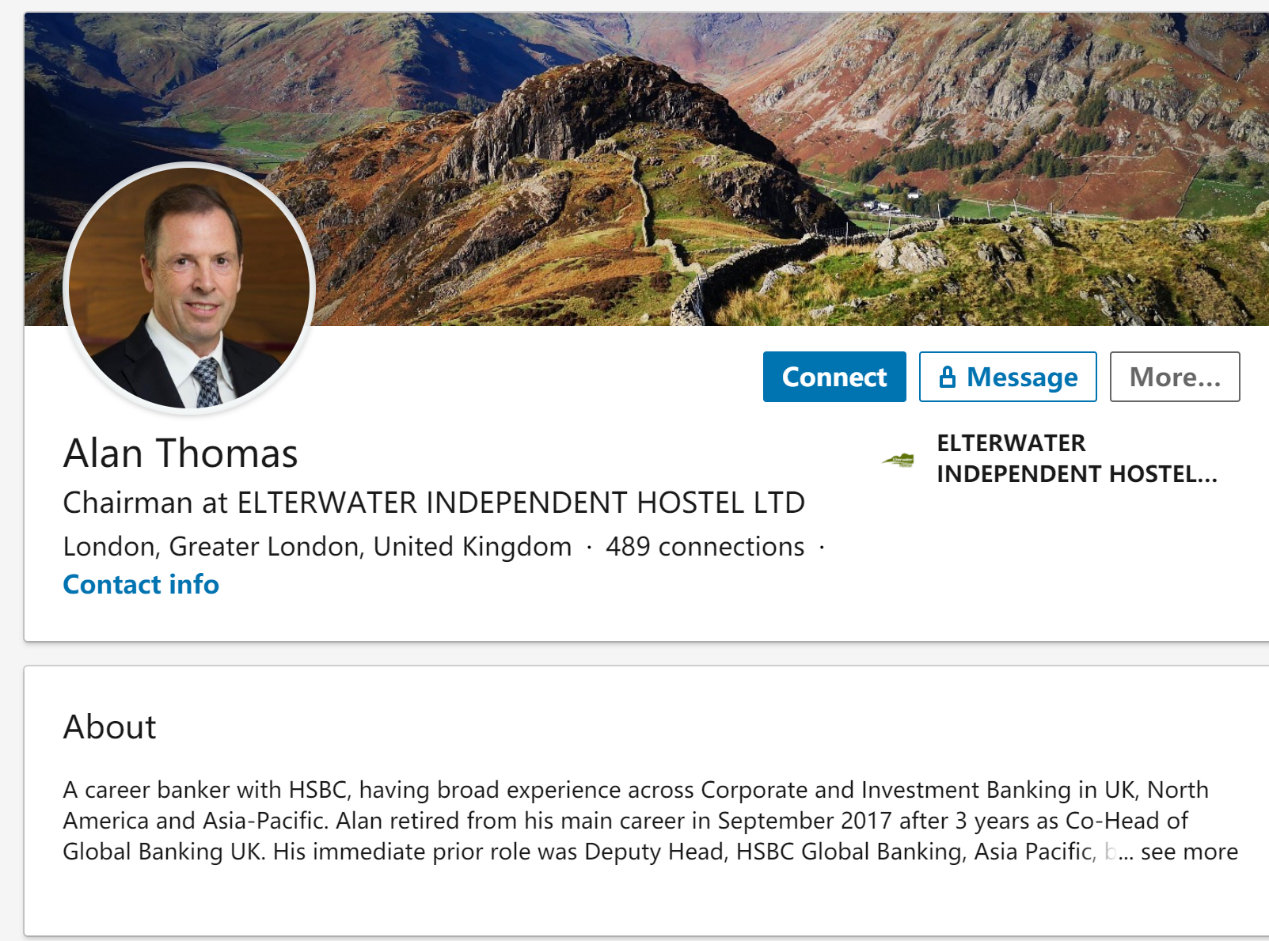 Connect
Message
More...
Alan Thomas
Chairman at ELTERWATER INDEPENDENT HOSTEL LTD
London, Greater London, United Kingdom · 489 connections ·
Contact info
ELTERWATER
INDEPENDENT HOSTEL...
About
A career banker with HSBC, having broad experience across Corporate and Investment Banking in UK, North
America and Asia-Pacific. Alan retired from his main career in September 2017 after 3 years as Co-Head of
Global Banking UK. His immediate prior role was Deputy Head, HSBC Global Banking, Asia Pacific, b... see more